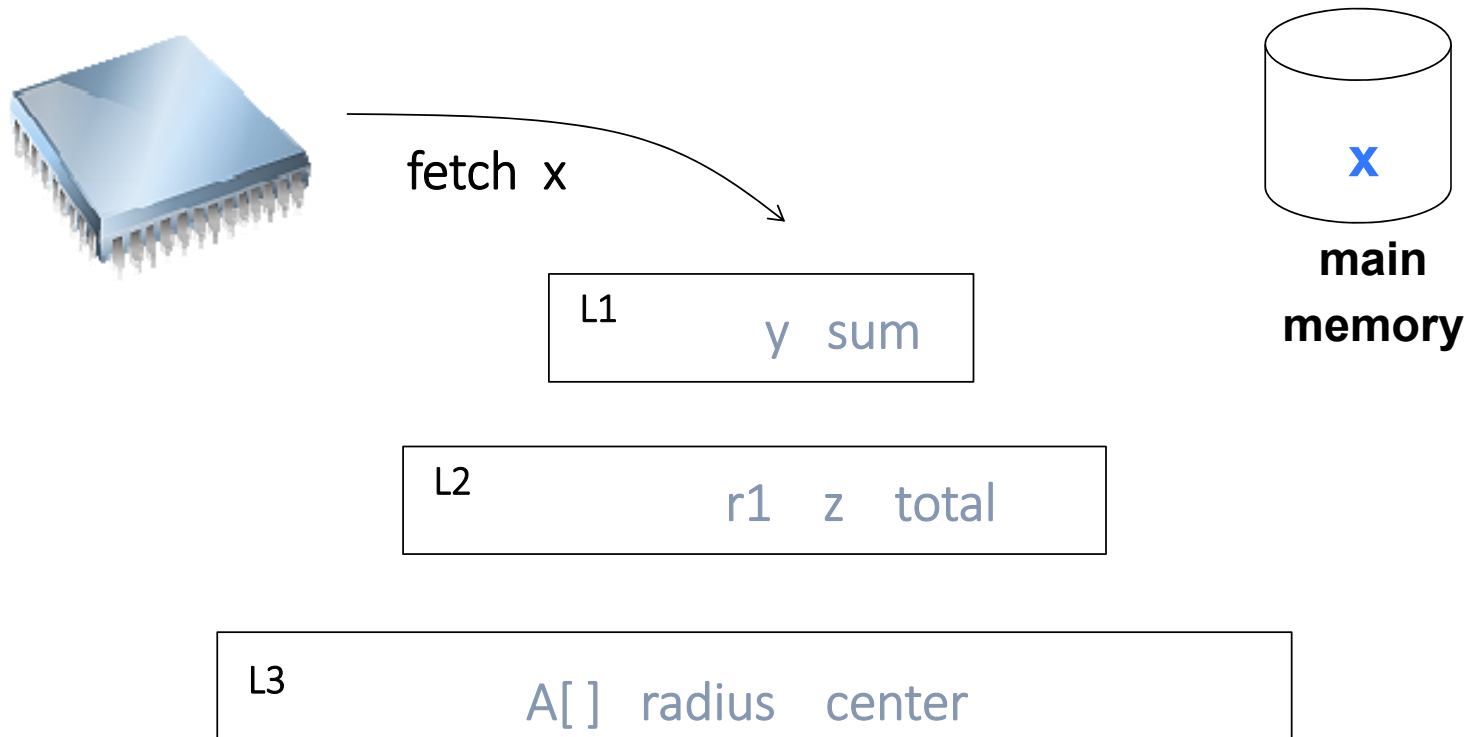 fetch x
x
main
memory
L1
y sum
L2
r1 z total
L3
A[ ] radius center